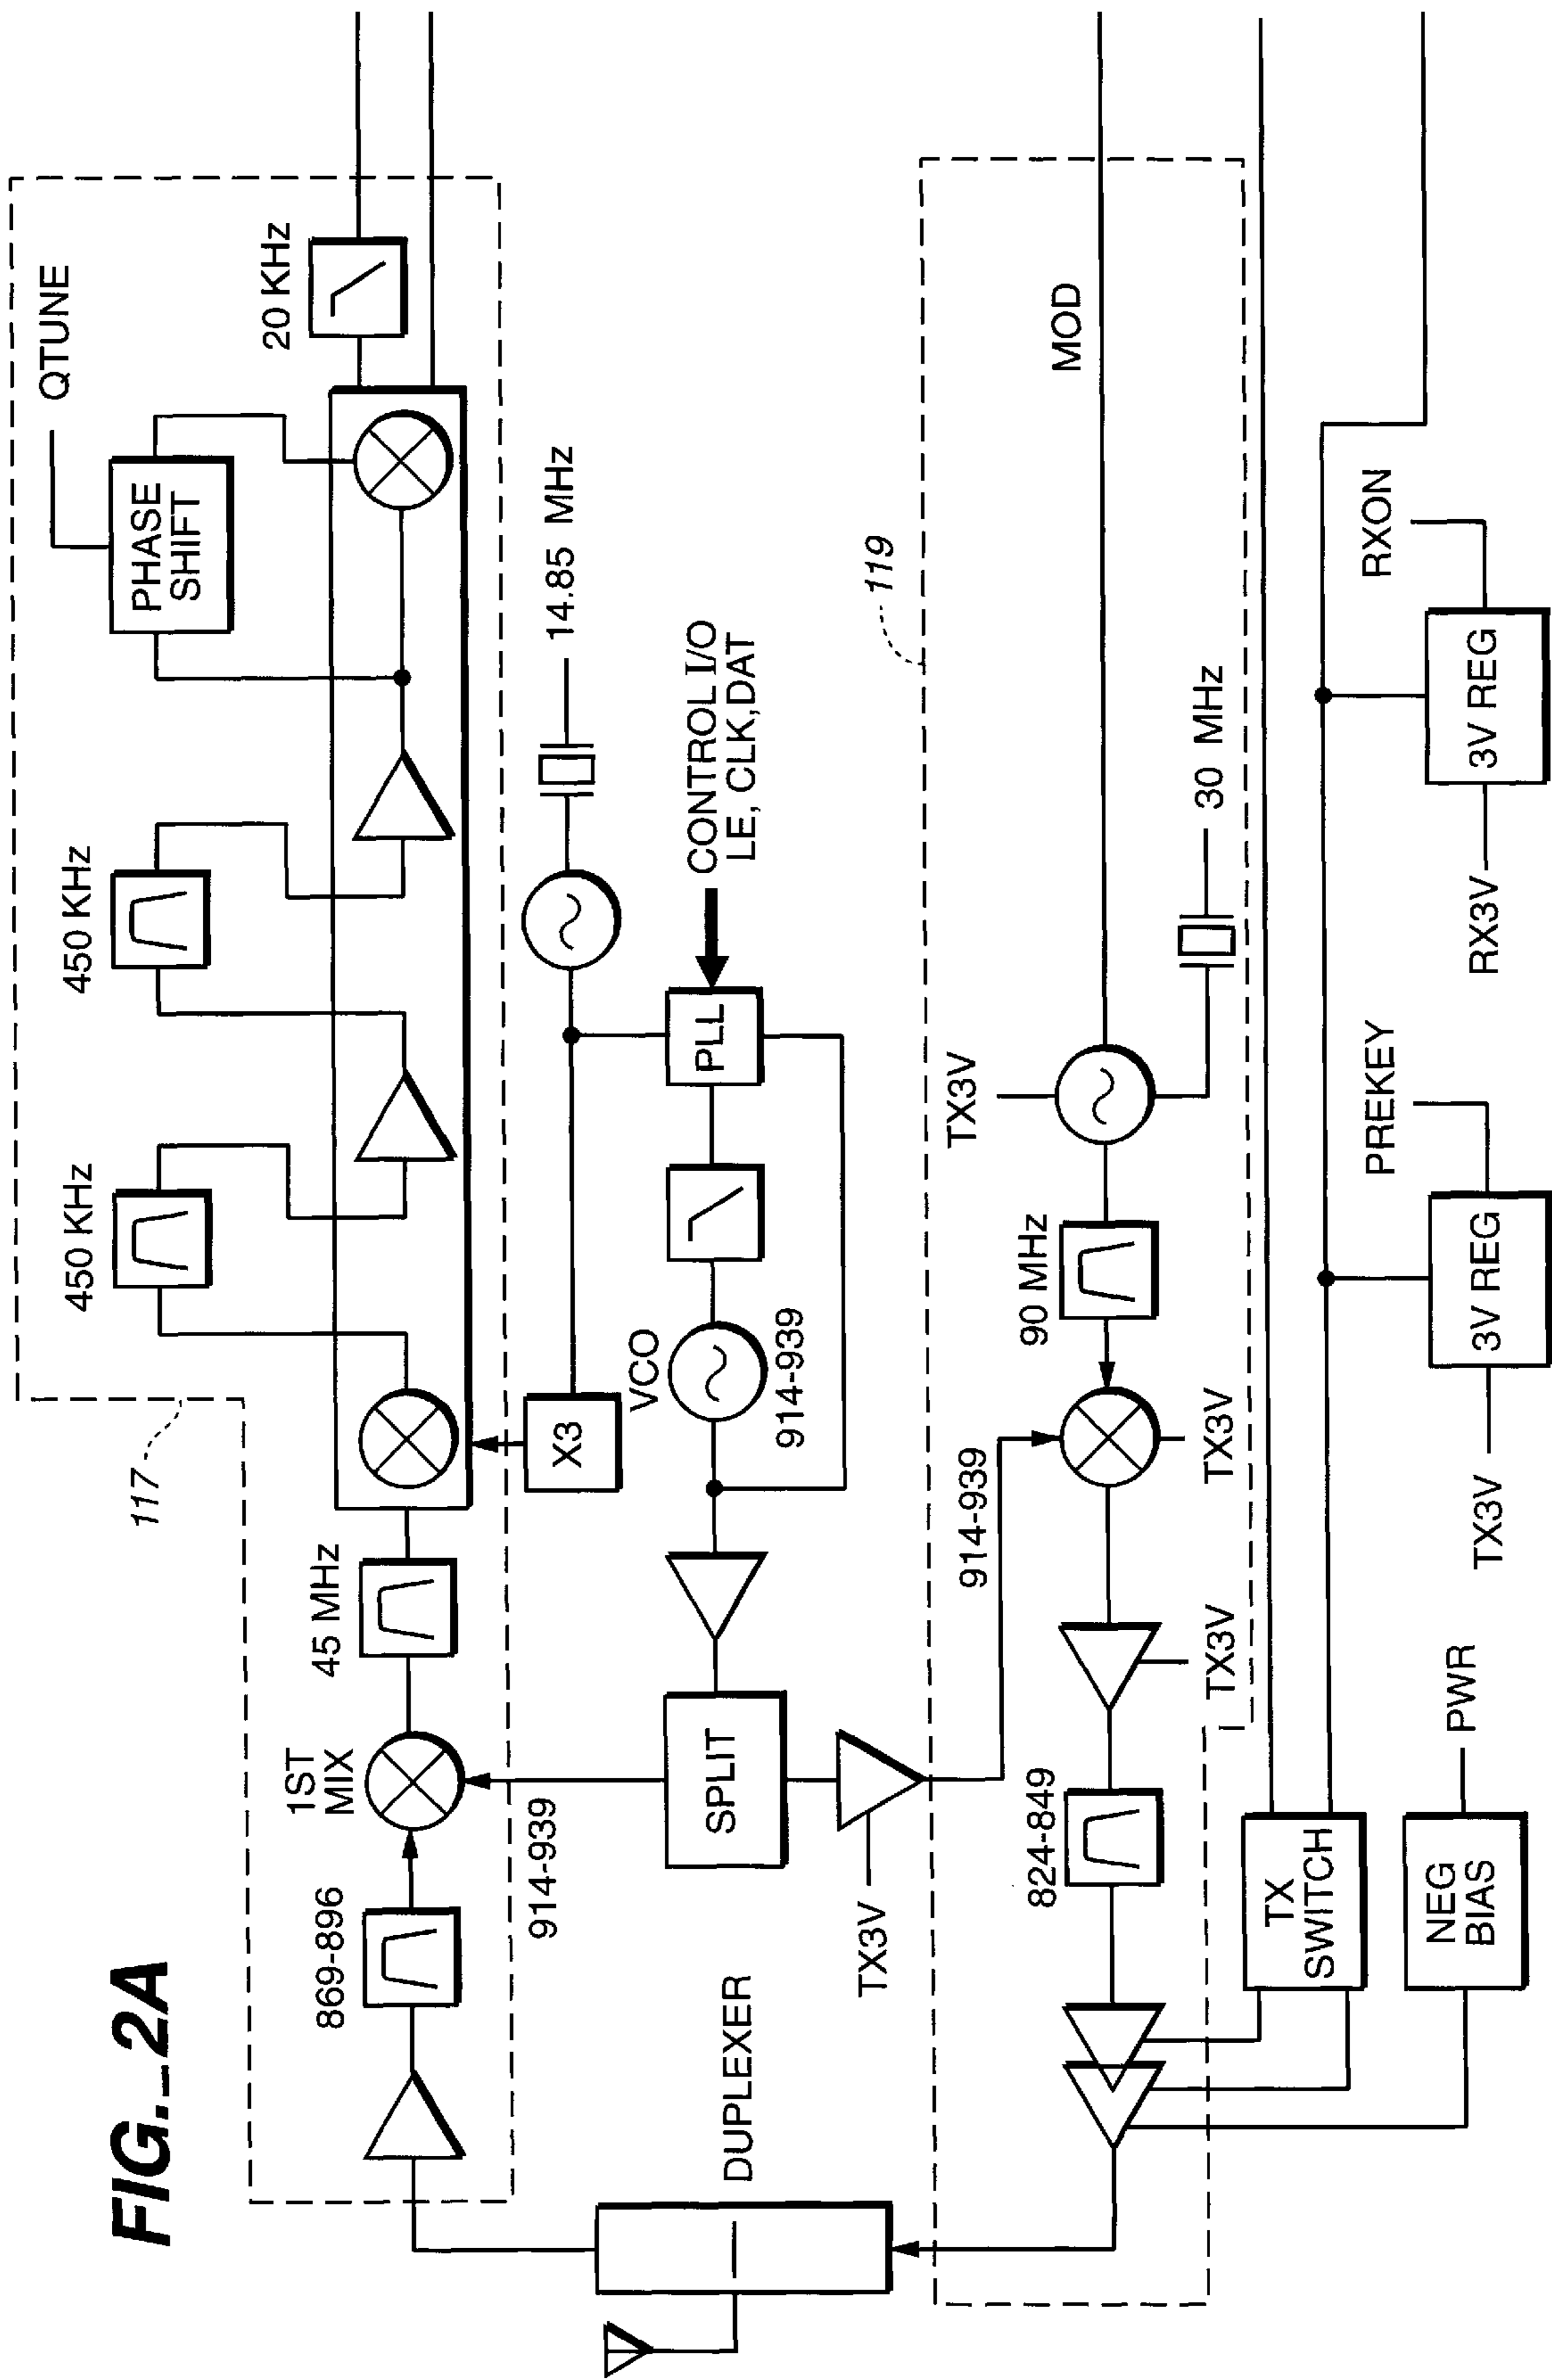 FIG._2A
QTUNE
PHASE
SHIFT
20 KHz
450 KHz
450 KHz
117
45 MHz
1ST
MIX
869-896
914-939
X3
14.85 MHz
CONTROL I/O
LE, CLK,DAT
PLL
VCO
914-939
SPLIT
TX3V
DUPLEXER
119
MOD
TX3V
30 MHz
90 MHz
914-939
TX3V
TX3V
824-849
TX
SWITCH
NEG
BIAS
PWR
PREKEY
3V REG
TX3V
RXON
3V REG
RX3V